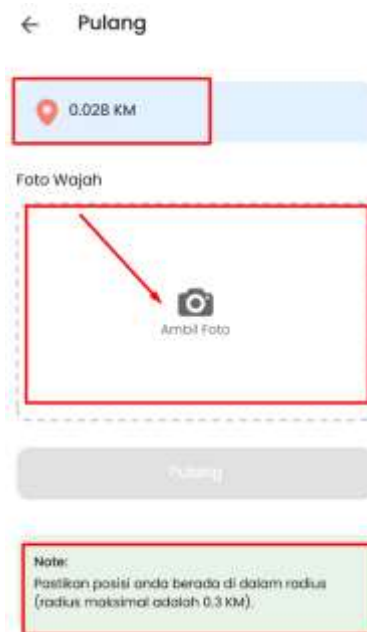 Pulang
0.028 KM
Foto Wajah
Ambil Foto
Pulang
Note:
Pastikan posisi anda berada di dalam radius
(radius maksimal adalah 0.3 KM).